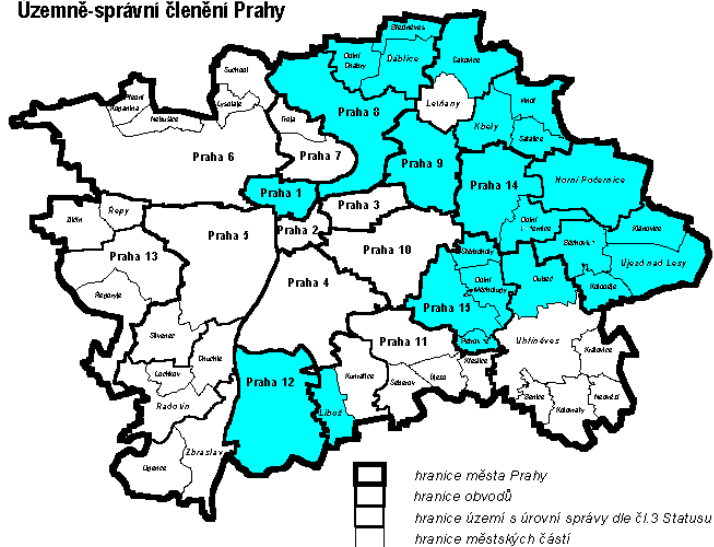 Územně-správní členění Prahy
Březiněves
Dolní Chabry
Ďáblice
Čakovice
Suchdol
Lysolaje
Přední Kopanina
Nebušice
Praha 6
Troja
Praha 7
Praha 8
Letňany
Kbely
Vinoř
Satalice
Praha 9
Praha 1
Praha 14
Horní Počernice
Praha 3
Praha 2
Zličín
Řepy
Praha 5
Praha 13
Řeporyje
Praha 10
Praha 4
Dolní
Běchovice
Klánovice
Újezd nad Lesy
Koloděje
Dubeč
Štěrboholy
Dolní Měcholupy
Praha 15
Petrovice
Praha 11
Křeslice
Újezd
Šeberov
Kunratice
Libuš
Praha 12
Uhříněves
Královice
Nedvězí
Kolovraty
Benice
Slivenec
Chuchle
Lochkov
Radotín
Zbraslav
Lipence
hranice města Prahy
hranice obvodů
hranice území s úrovní správy dle čl.3 Statusu
hranice městských částí